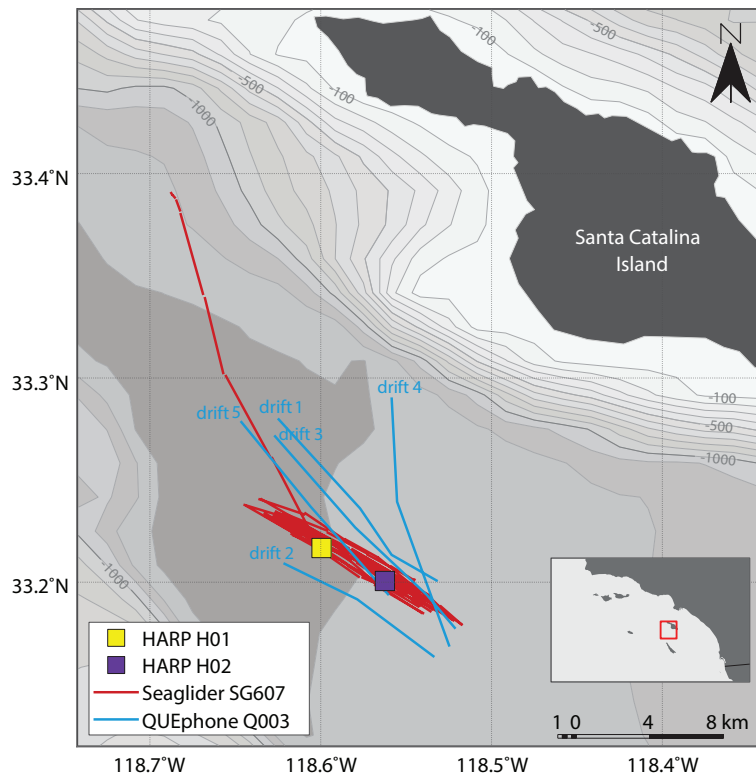 -100
-500
N
-500
-1000
-100
33.4˚N
Santa Catalina
Island
33.3˚N
drift 4
-100
drift 5
drift 1
-500
drift 3
-1000
drift 2
33.2˚N
-1000
HARP H01
HARP H02
Seaglider SG607
QUEphone Q003
1 0 4 8 km
118.7˚W 118.6˚W 118.5˚W 118.4˚W